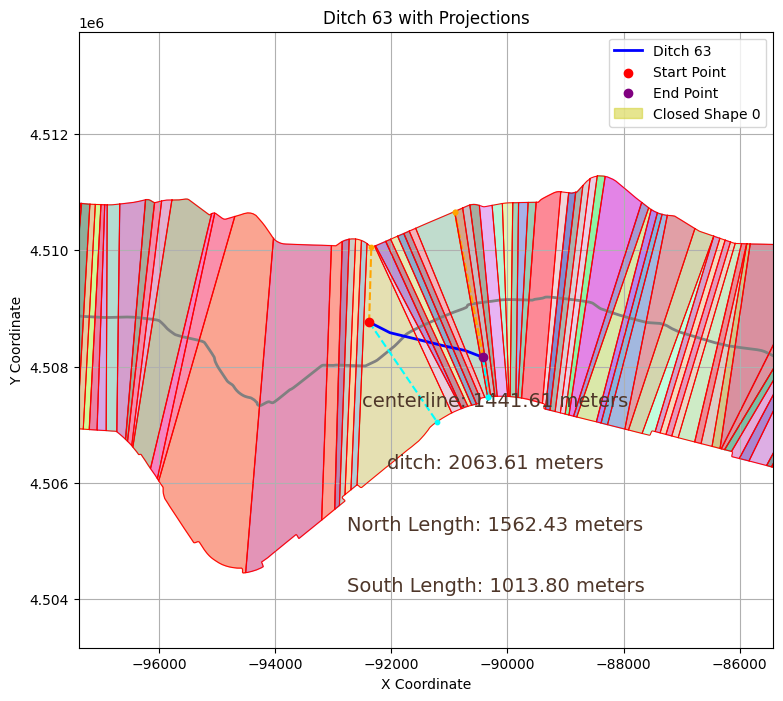 Ditch 63 with Projections
1e6
Ditch 63
Start Point
End Point
Closed Shape 0
4.512
4.510
4.508
4.506
4.504
Y Coordinate
centerline: 1441.61 meters
ditch: 2063.61 meters
North Length: 1562.43 meters
South Length: 1013.80 meters
−96000 −94000 −92000 −90000 −88000 −86000
X Coordinate